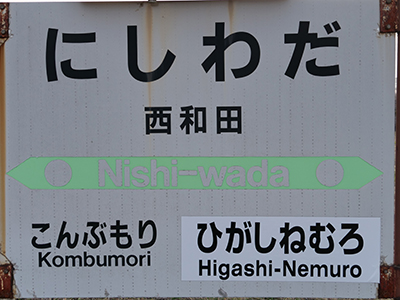 にしわだ
西和田
Nishi-wada
こんぶもり
Kombumori
ひがしねむろ
Higashi-Nemuro